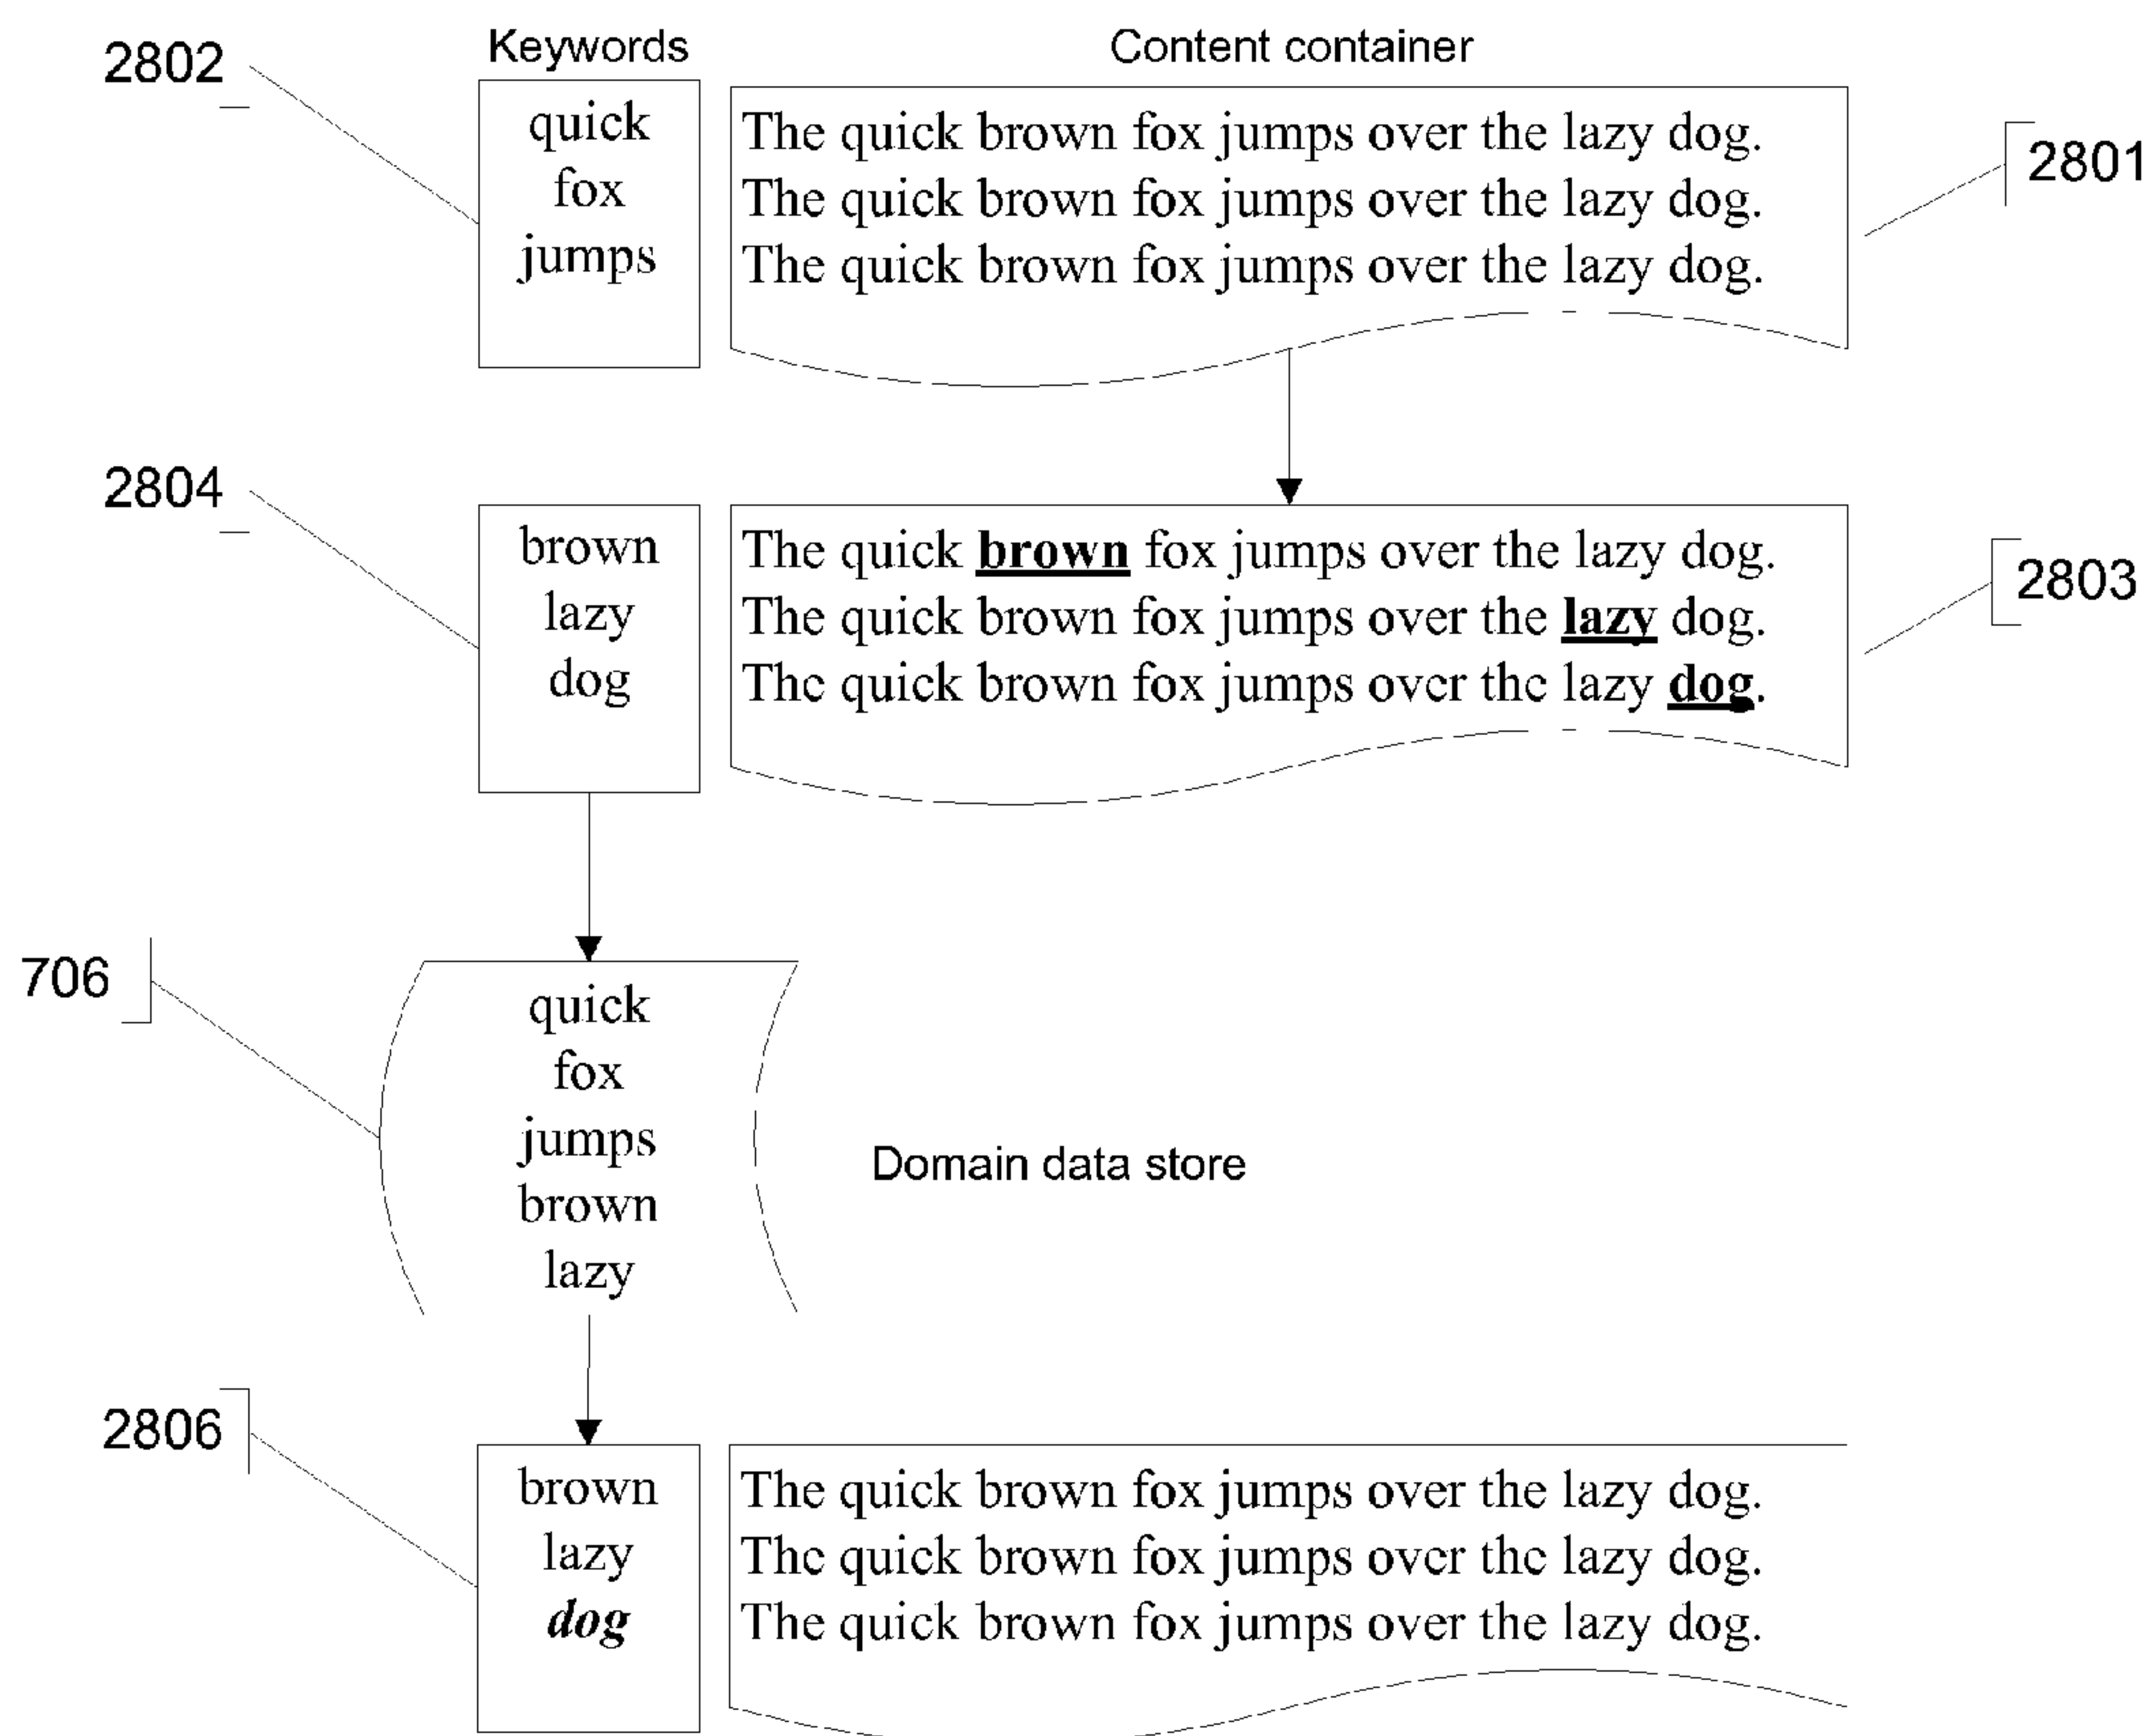 2802
Keywords
Content container
quick
fox
jumps
The quick brown fox jumps over the lazy dog.
The quick brown fox jumps over the lazy dog.
The quick brown fox jumps over the lazy dog.
2801
2804
brown
lazy
dog
The quick brown fox jumps over the lazy dog.
The quick brown fox jumps over the lazy dog.
The quick brown fox jumps over the lazy dog.
2803
706
quick
fox
jumps
brown
lazy
Domain data store
2806
brown
lazy
dog
The quick brown fox jumps over the lazy dog.
The quick brown fox jumps over the lazy dog.
The quick brown fox jumps over the lazy dog.